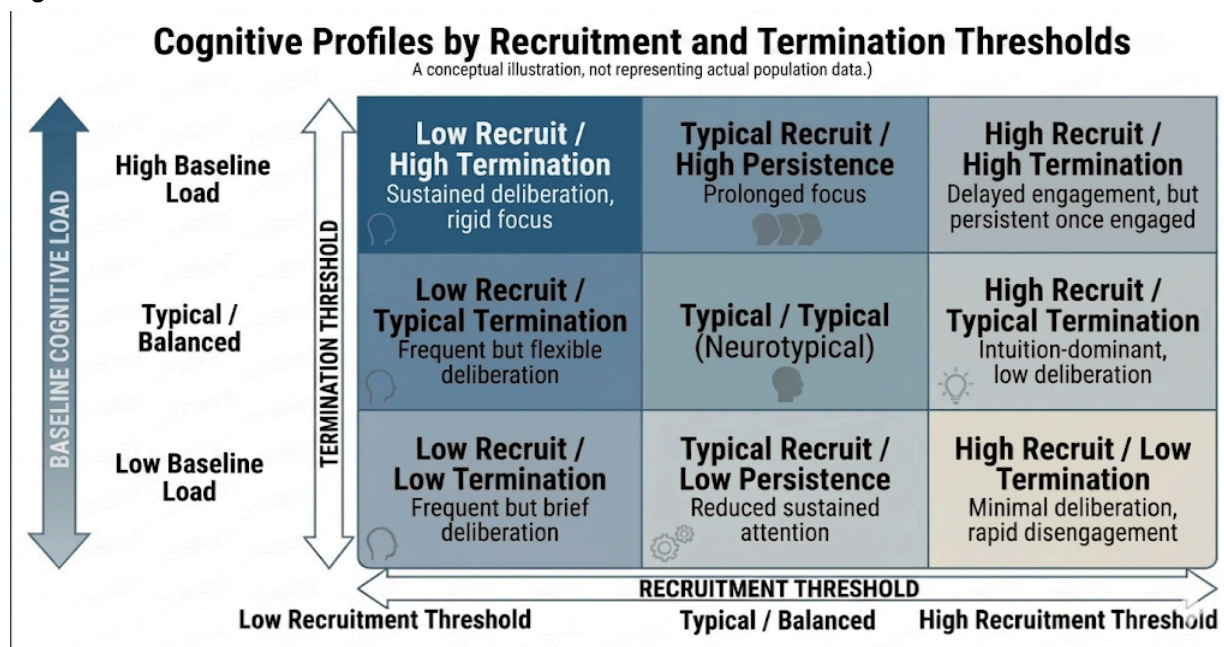 Cognitive Profiles by Recruitment and Termination Thresholds
A conceptual illustration, not representing actual population data.)
BASELINE COGNITIVE LOAD
High Baseline
Load
Typical /
Balanced
Low Baseline
Load
TERMINATION THRESHOLD
Low Recruit /
High Termination
Sustained deliberation,
rigid focus
Typical Recruit /
High Persistence
Prolonged focus
High Recruit /
High Termination
Delayed engagement, but
persistent once engaged
Low Recruit /
Typical Termination
Frequent but flexible
deliberation
Typical / Typical
(Neurotypical)
High Recruit /
Typical Termination
Intuition-dominant,
low deliberation
Low Recruit /
Low Termination
Frequent but brief
deliberation
Typical Recruit /
Low Persistence
Reduced sustained
attention
High Recruit / Low
Termination
Minimal deliberation,
rapid disengagement
RECRUITMENT THRESHOLD
Low Recruitment Threshold
Typical / Balanced
High Recruitment Threshold